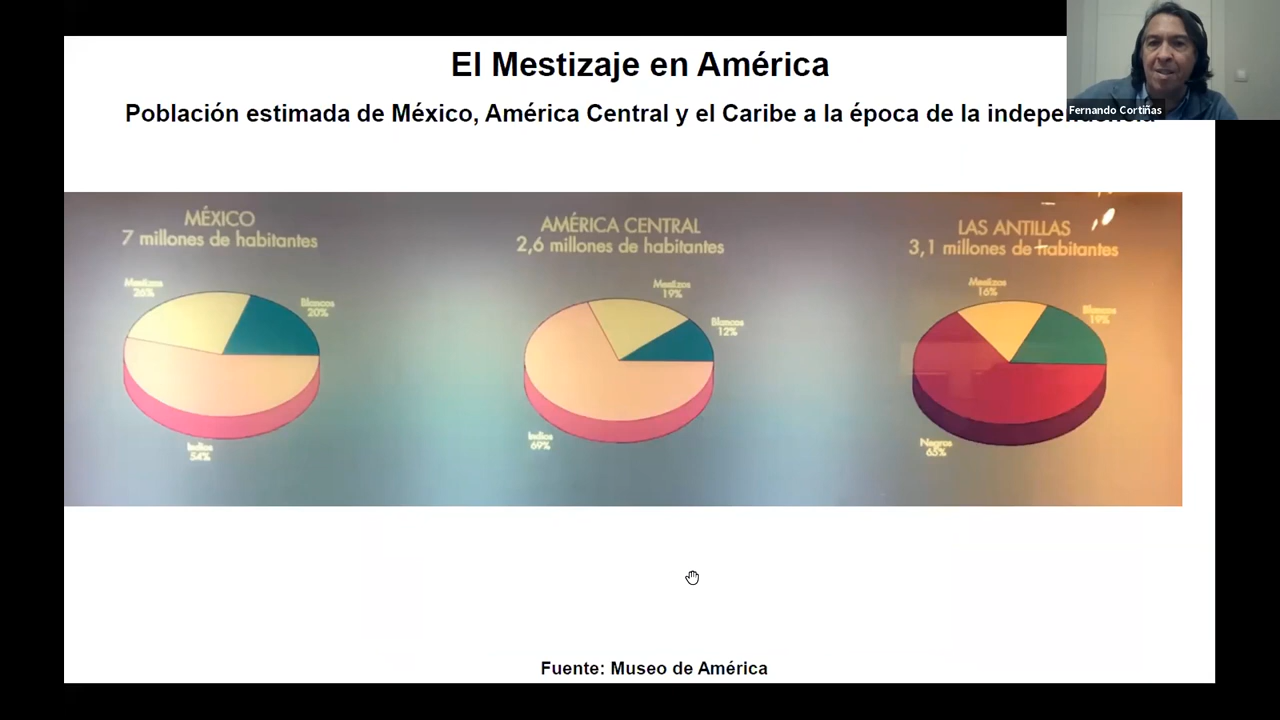 El Mestizaje en América
Población estimada de México, América Central y el Caribe a la época de la independencia
Fernando Cortiñas
MÉXICO
7 millones de habitantes
Mestizos
26%
Blancos
20%
Indios
54%
AMÉRICA CENTRAL
2,6 millones de habitantes
Mestizos
19%
Blancos
12%
Indios
69%
LAS ANTILLAS
3,1 millones de habitantes
Mestizos
16%
Blancos
19%
Negros
65%
Fuente: Museo de América